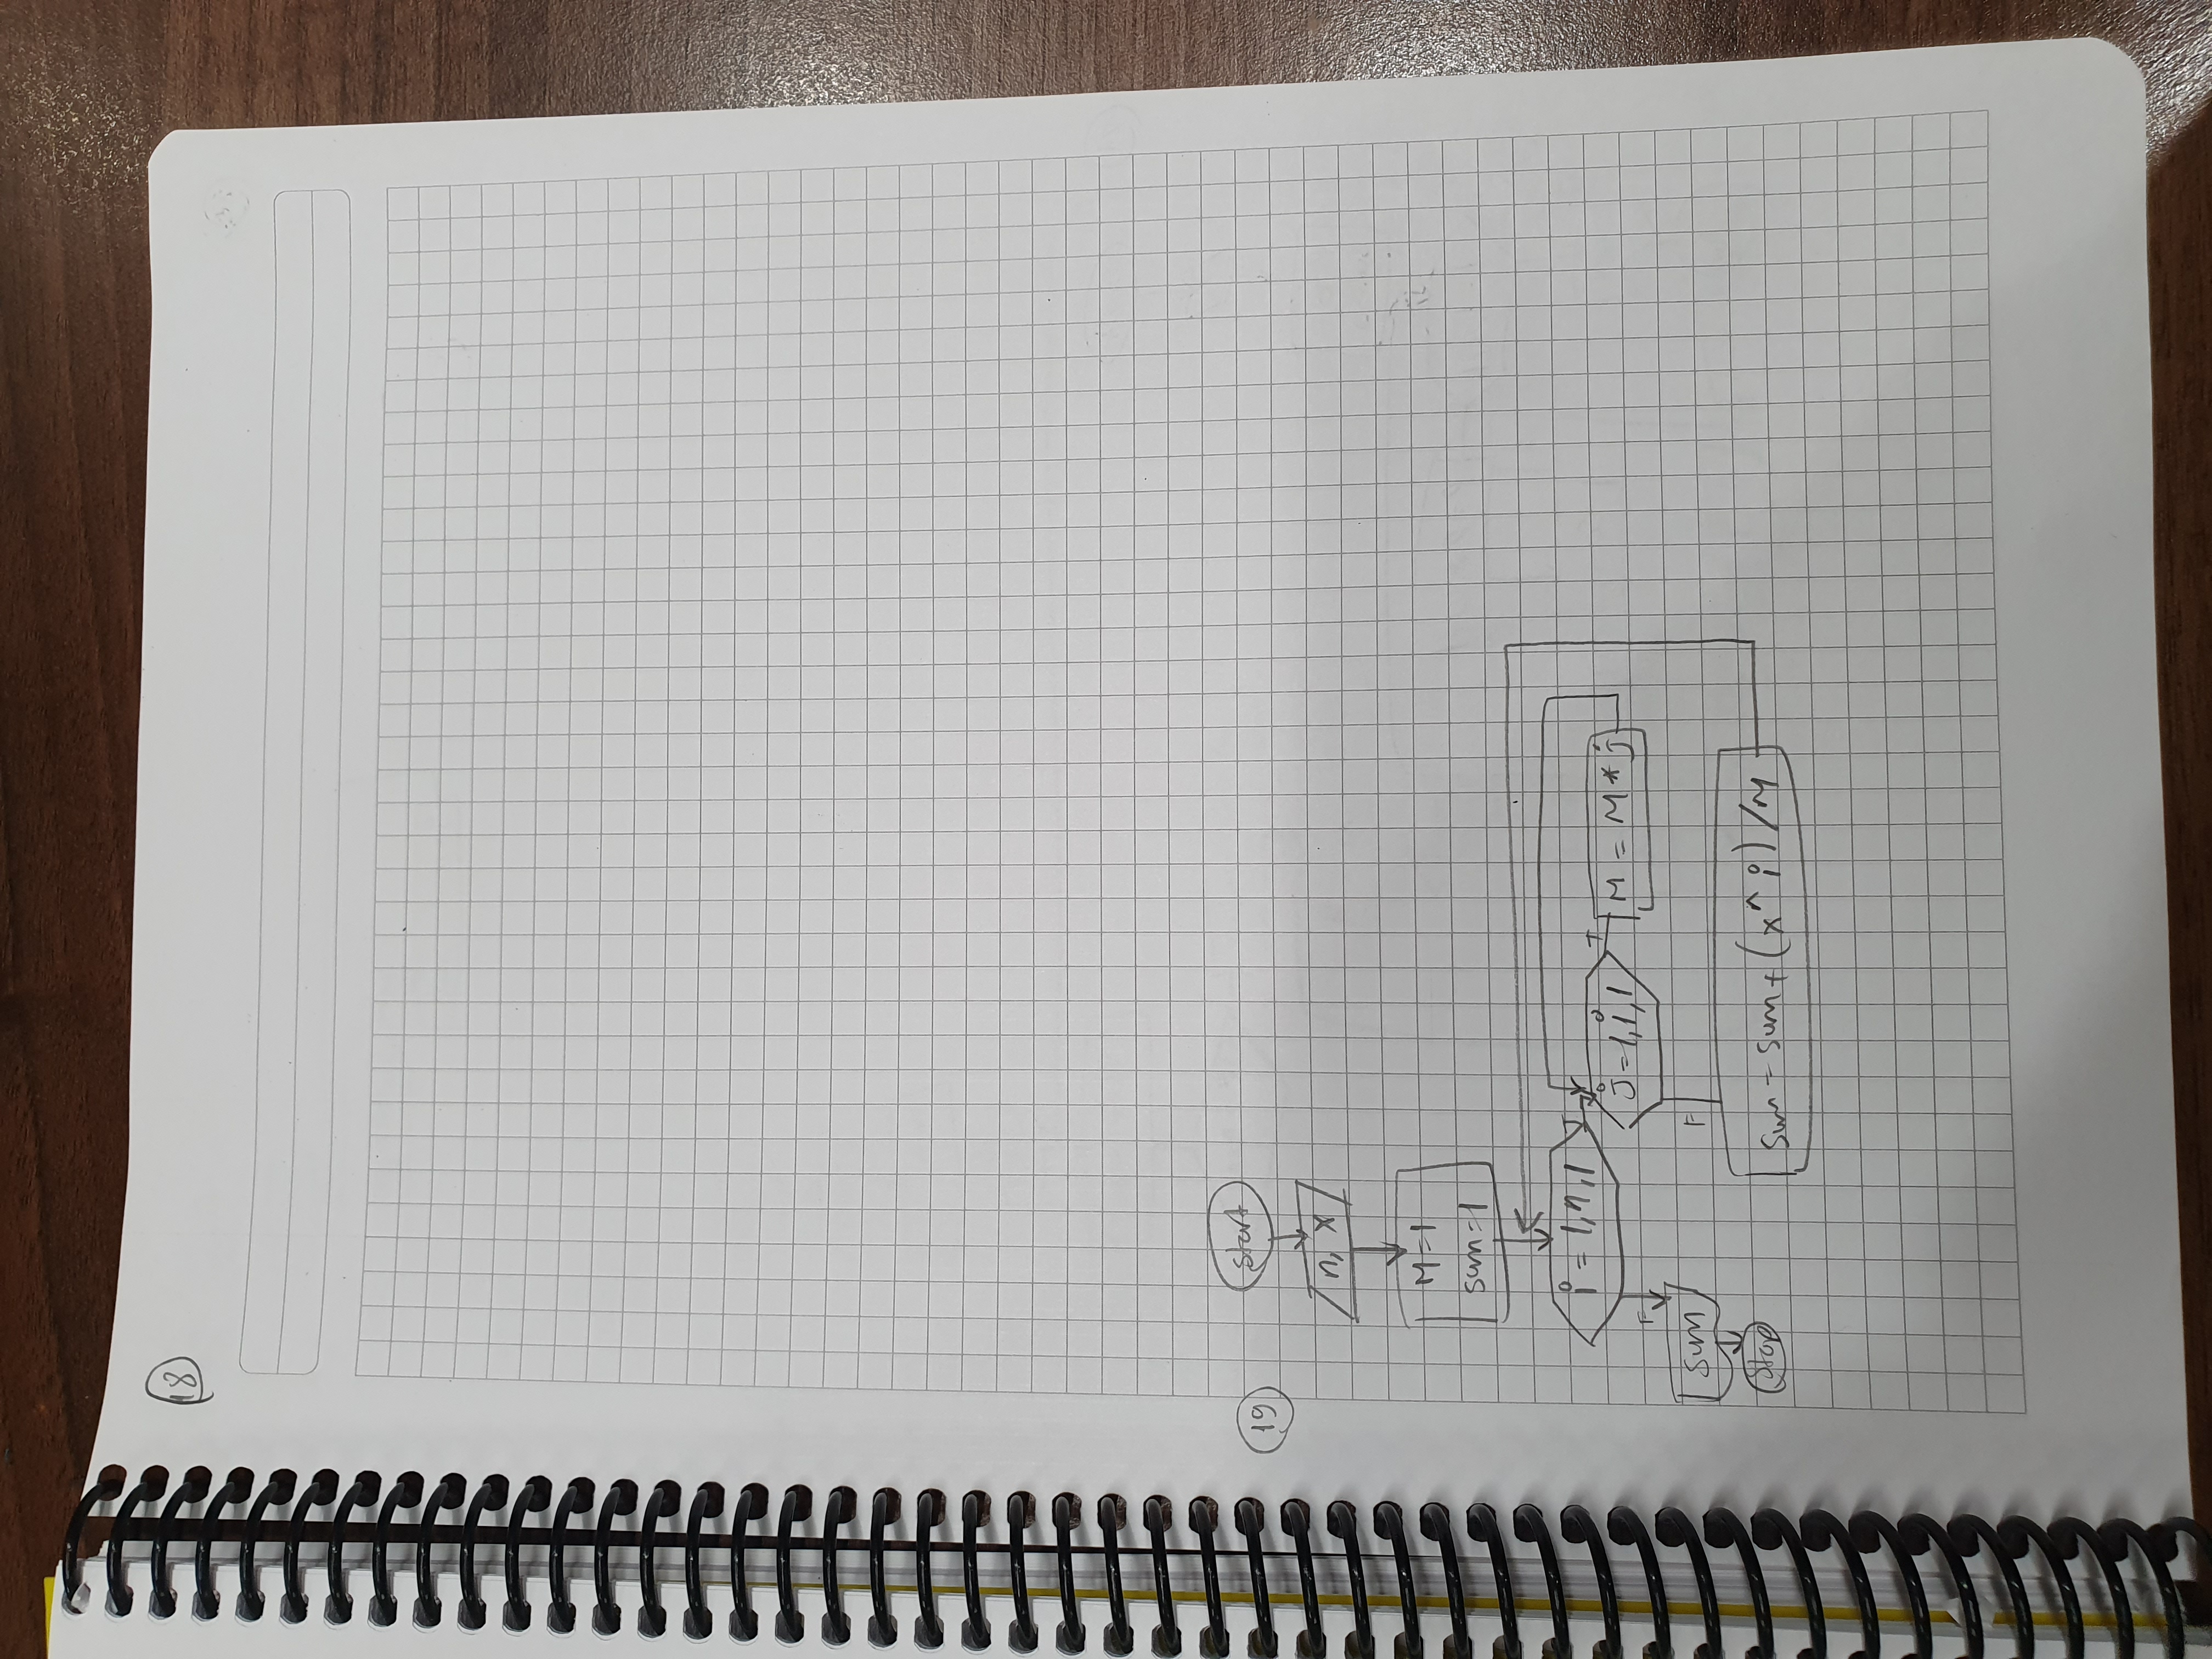 18
19
start
n, x
M=1
sum=1
i = 1,n,1
T
j = 1,i,1
T
M = M * j
F
sum
F
stop
sum = sum + (x^i)/M